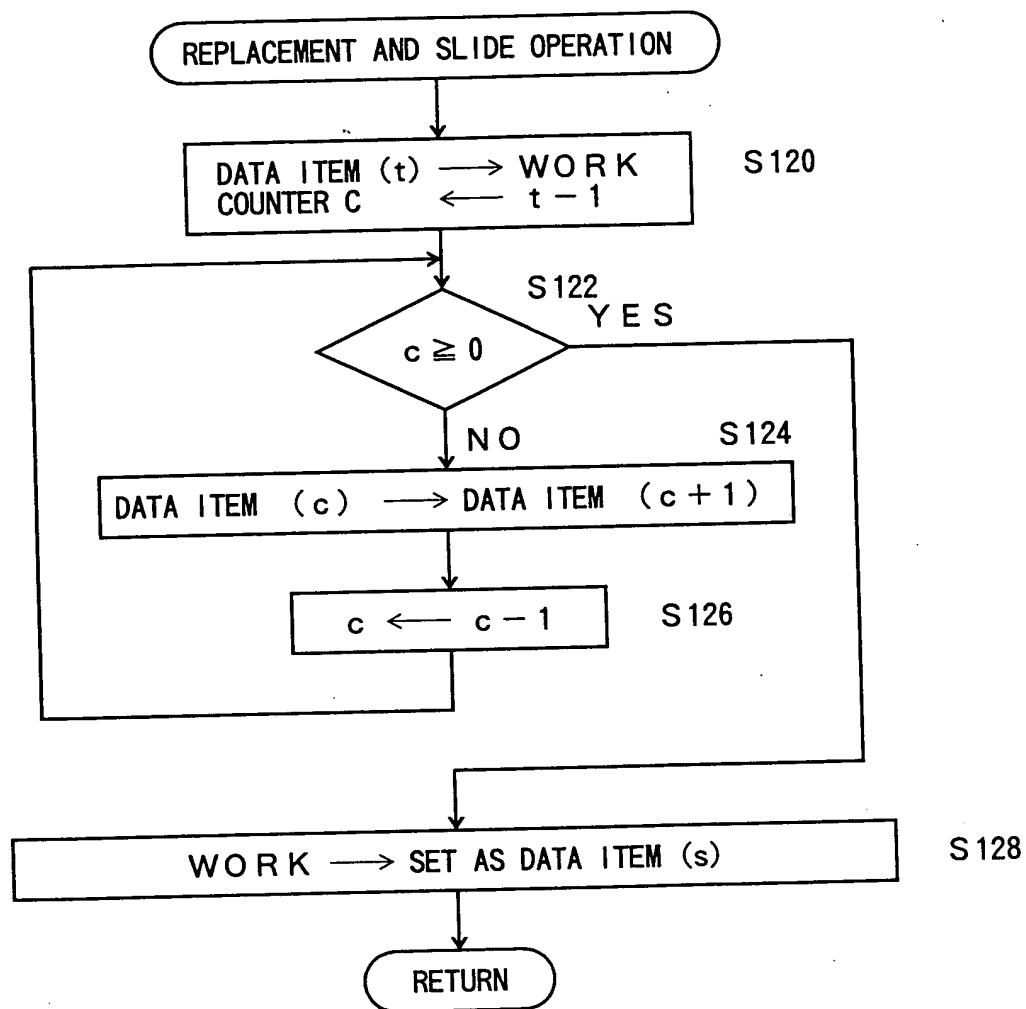 REPLACEMENT AND SLIDE OPERATION
DATA ITEM (t) → WORK
COUNTER C ← t-1
S120
S122
YES
c ≧ 0
NO
S124
DATA ITEM (c) → DATA ITEM (c+1)
c ← c-1
S126
WORK → SET AS DATA ITEM (s)
S128
RETURN